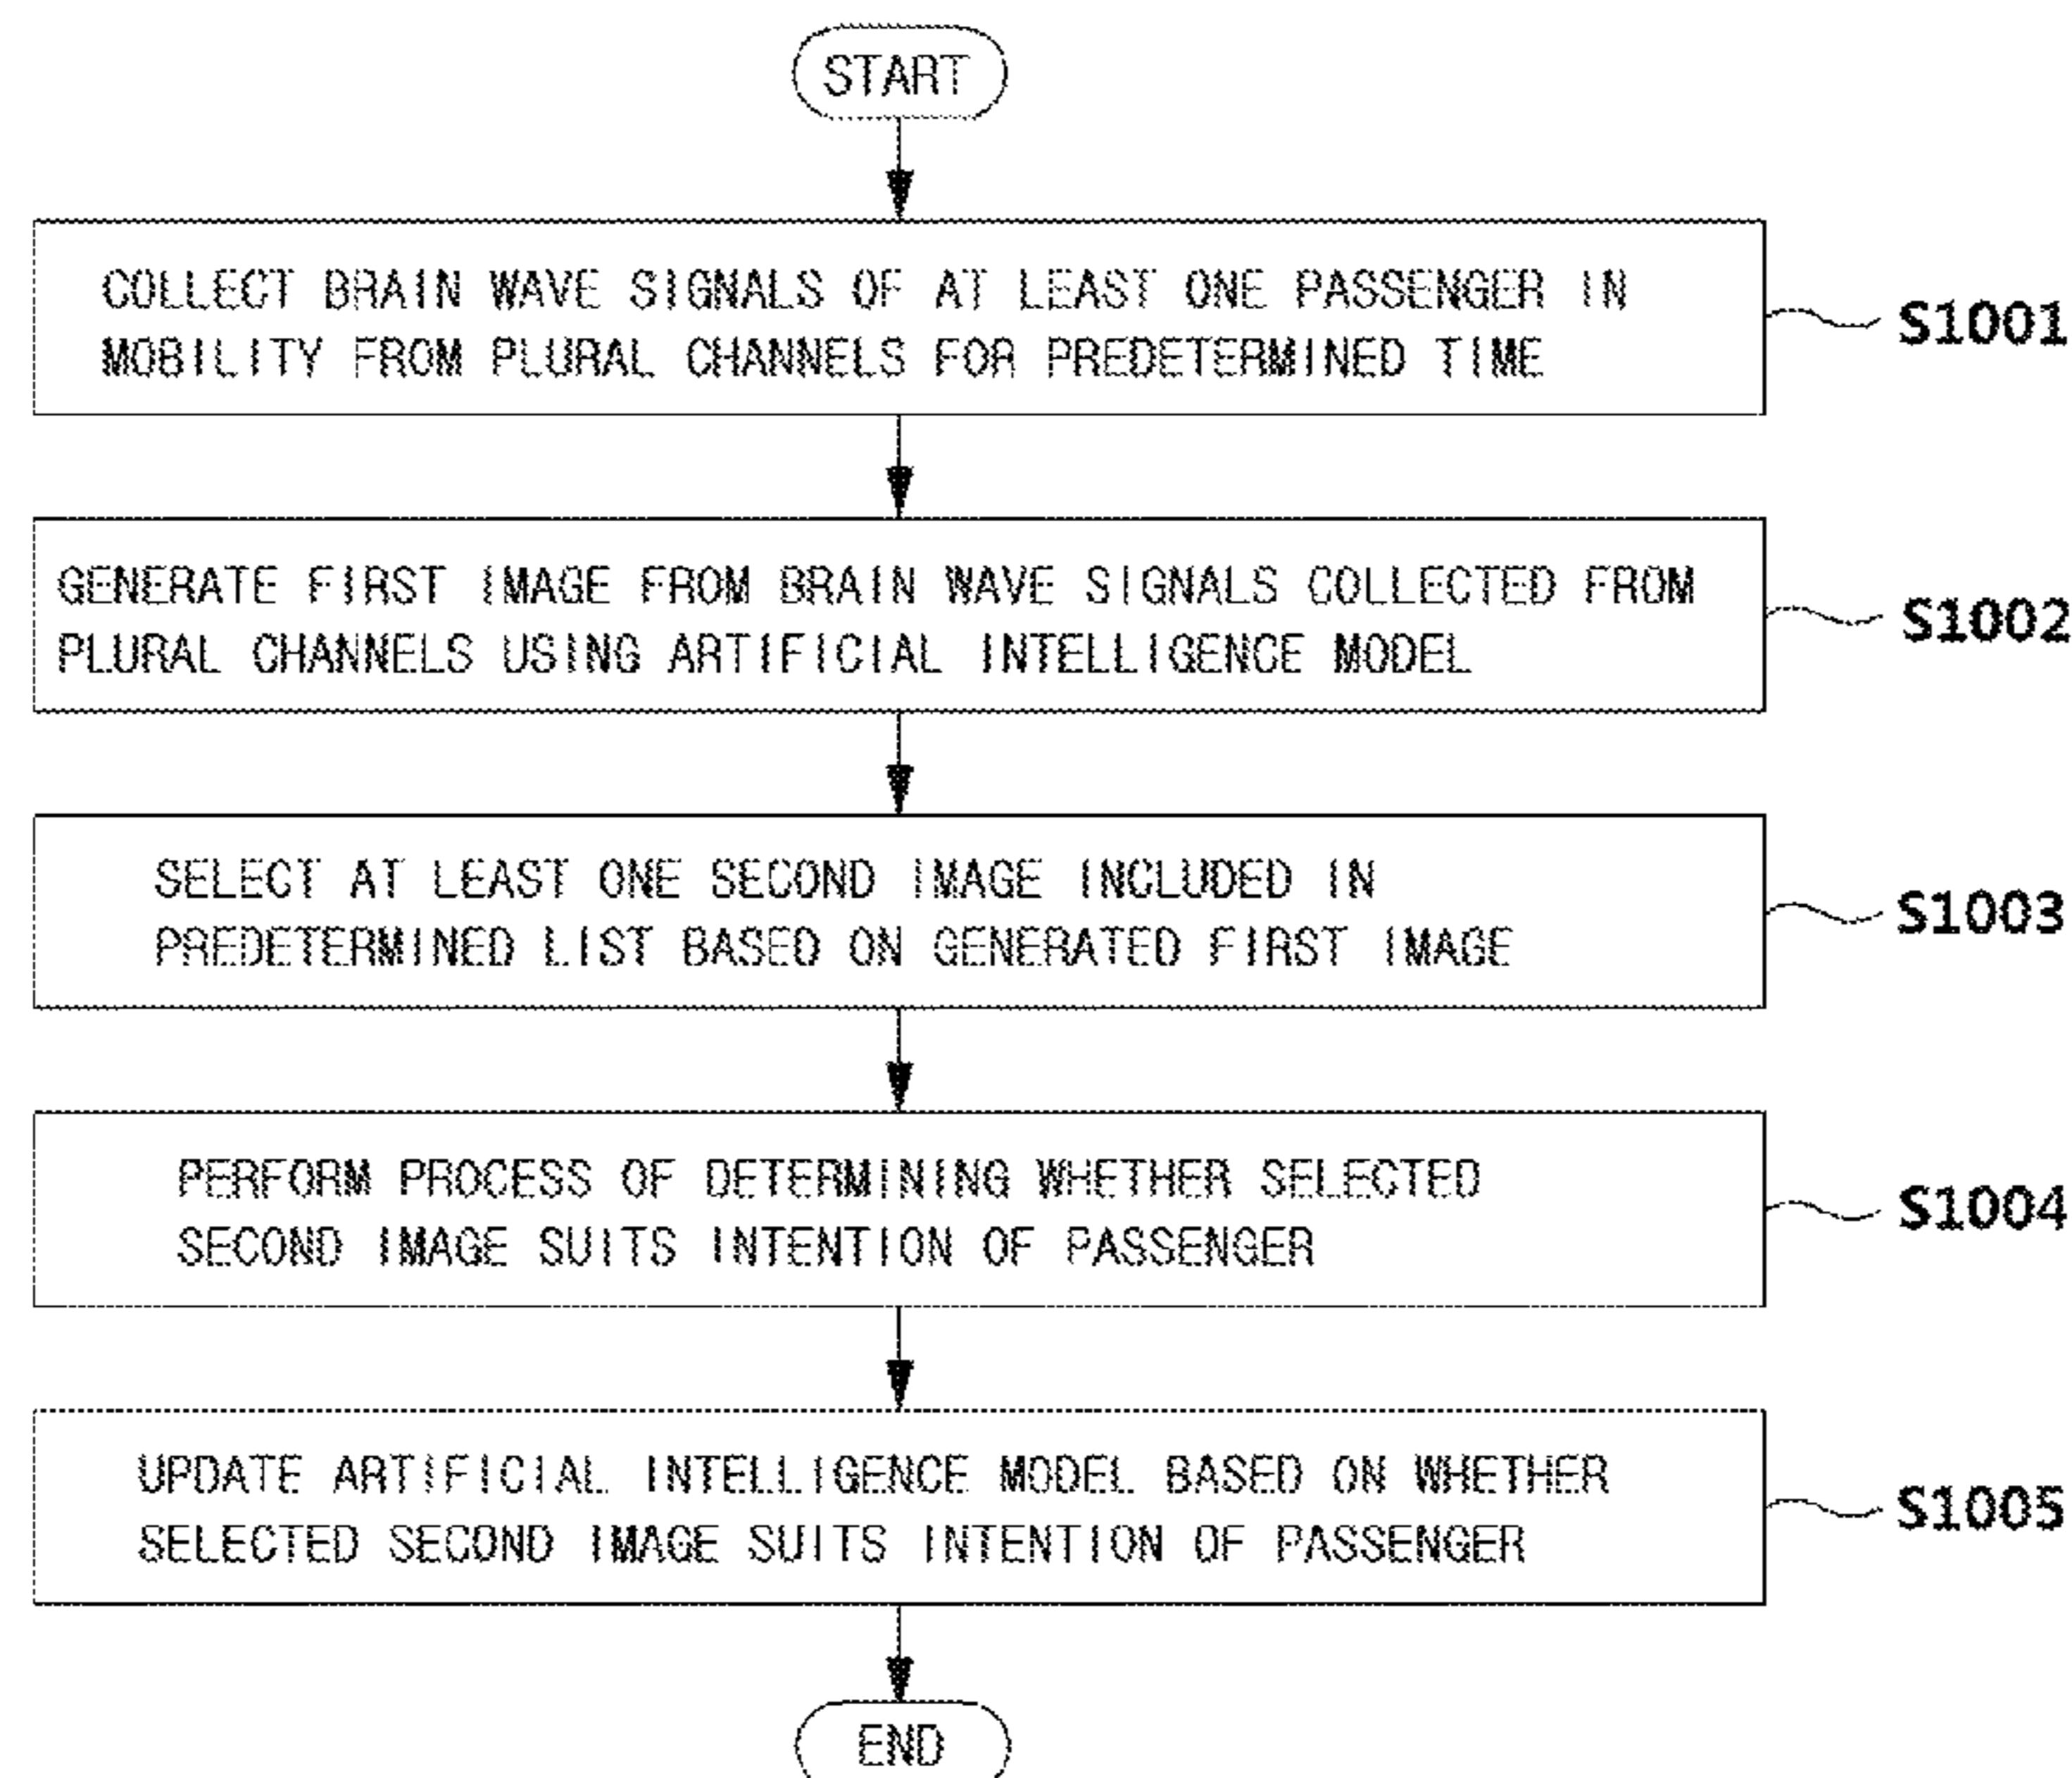 START
COLLECT BRAIN WAVE SIGNALS OF AT LEAST ONE PASSENGER IN
MOBILITY FROM PLURAL CHANNELS FOR PREDETERMINED TIME
S1001
GENERATE FIRST IMAGE FROM BRAIN WAVE SIGNALS COLLECTED FROM
PLURAL CHANNELS USING ARTIFICIAL INTELLIGENCE MODEL
S1002
SELECT AT LEAST ONE SECOND IMAGE INCLUDED IN
PREDETERMINED LIST BASED ON GENERATED FIRST IMAGE
S1003
PERFORM PROCESS OF DETERMINING WHETHER SELECTED
SECOND IMAGE SUITS INTENTION OF PASSENGER
S1004
UPDATE ARTIFICIAL INTELLIGENCE MODEL BASED ON WHETHER
SELECTED SECOND IMAGE SUITS INTENTION OF PASSENGER
S1005
END